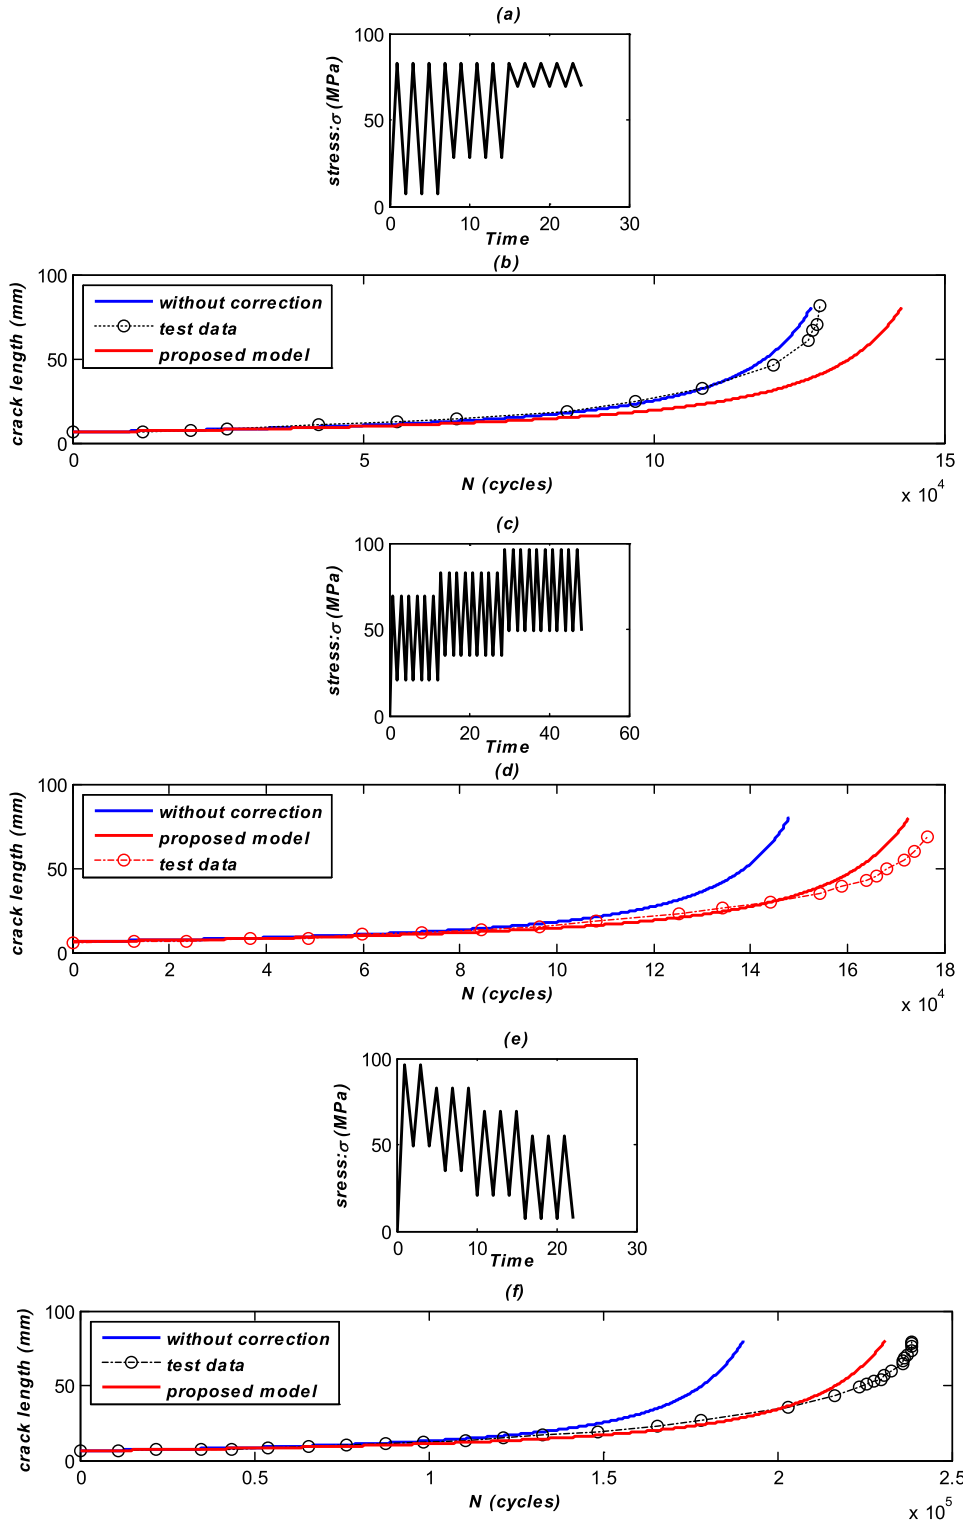 (a)
100
50
0
stress:σ (MPa)
0 10 20 30
Time
(b)
100
50
0
crack length (mm)
without correction
test data
proposed model
0 5 10 15
N (cycles)
x 10^4
(c)
100
50
0
stress:σ (MPa)
0 20 40 60
Time
(d)
100
50
0
crack length (mm)
without correction
proposed model
test data
0 2 4 6 8 10 12 14 16 18
N (cycles)
x 10^4
(e)
100
50
0
sress:σ (MPa)
0 10 20 30
Time
(f)
100
50
0
crack length (mm)
without correction
test data
proposed model
0 0.5 1 1.5 2 2.5
N (cycles)
x 10^5